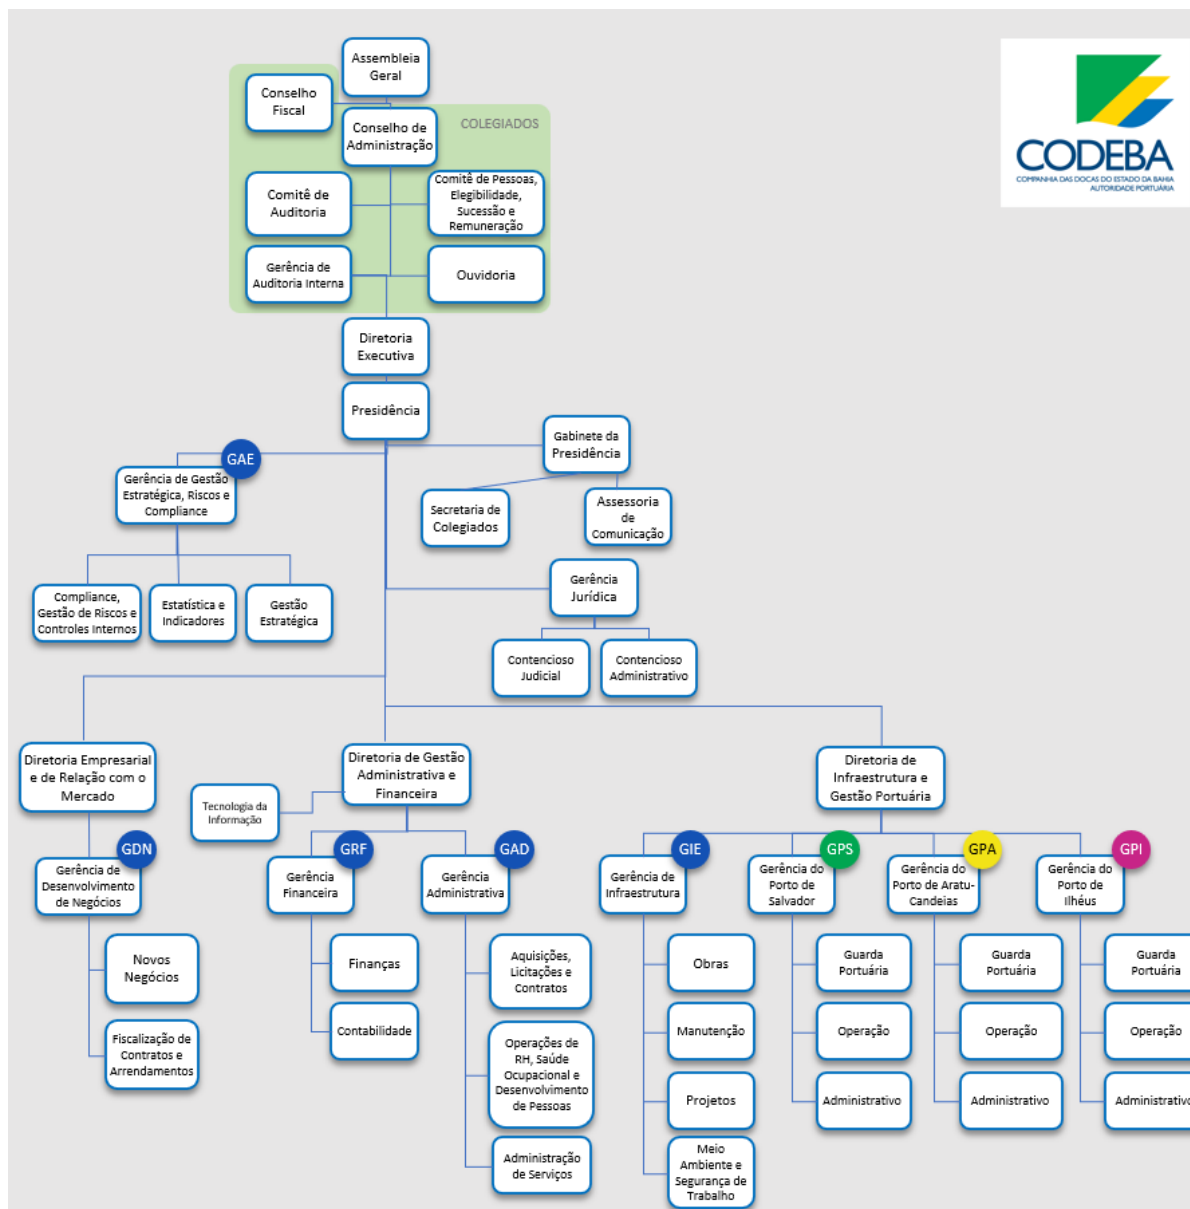 Assembleia
Geral
Conselho
Fiscal
COLEGIADOS
Conselho de
Administração
CODEBA
COMPANHIA DAS DOCAS DO ESTADO DA BAHIA
AUTORIDADE PORTUÁRIA
Comitê de
Auditoria
Comitê de Pessoas,
Elegibilidade,
Sucessão e
Remuneração
Gerência de
Auditoria Interna
Ouvidoria
Diretoria
Executiva
Presidência
GAE
Gerência de Gestão
Estratégica, Riscos e
Compliance
Gabinete da
Presidência
Secretaria de
Colegiados
Assessoria
de
Comunicação
Compliance,
Gestão de Riscos e
Controles Internos
Estatística e
Indicadores
Gestão
Estratégica
Gerência
Jurídica
Contencioso
Judicial
Contencioso
Administrativo
Diretoria Empresarial
e de Relação com o
Mercado
Diretoria de Gestão
Administrativa e
Financeira
Diretoria de
Infraestrutura e
Gestão Portuária
Tecnologia da
Informação
GDN
Gerência de
Desenvolvimento
de Negócios
GRF
Gerência
Financeira
GAD
Gerência
Administrativa
GIE
Gerência de
Infraestrutura
GPS
Gerência do
Porto de
Salvador
GPA
Gerência do
Porto de Aratu-
Candeias
GPI
Gerência do
Porto de
Ilhéus
Novos
Negócios
Fiscalização de
Contratos e
Arrendamentos
Finanças
Contabilidade
Aquisições,
Licitações e
Contratos
Operações de
RH, Saúde
Ocupacional e
Desenvolvimento
de Pessoas
Administração
de Serviços
Obras
Manutenção
Projetos
Meio
Ambiente e
Segurança de
Trabalho
Guarda
Portuária
Operação
Administrativo
Guarda
Portuária
Operação
Administrativo
Guarda
Portuária
Operação
Administrativo